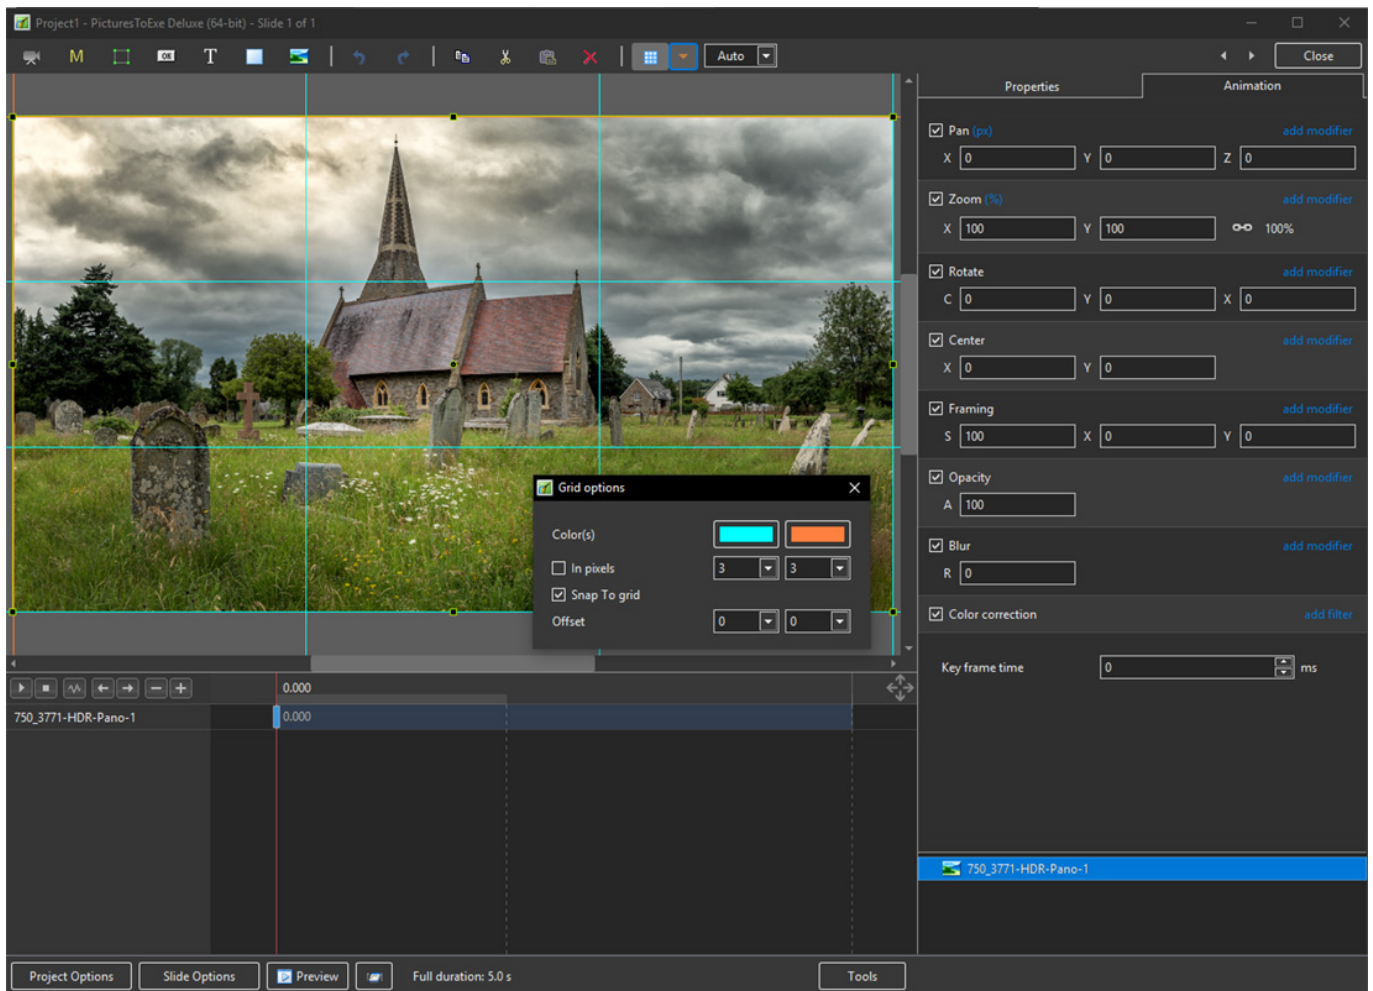 Project1 - PicturesToExe Deluxe (64-bit) - Slide 1 of 1
M OK T Auto Close
Properties Animation
Pan (px) add modifier
X 0 Y 0 Z 0
Zoom (%) add modifier
X 100 Y 100 100%
Rotate add modifier
C 0 Y 0 X 0
Center add modifier
X 0 Y 0
Framing add modifier
S 100 X 0 Y 0
Opacity add modifier
A 100
Blur add modifier
R 0
Color correction add filter
Key frame time 0 ms
Grid options
Color(s)
In pixels 3 3
Snap To grid
Offset 0 0
0.000
750_3771-HDR-Pano-1 0.000
750_3771-HDR-Pano-1
Project Options Slide Options Preview Full duration: 5.0 s Tools